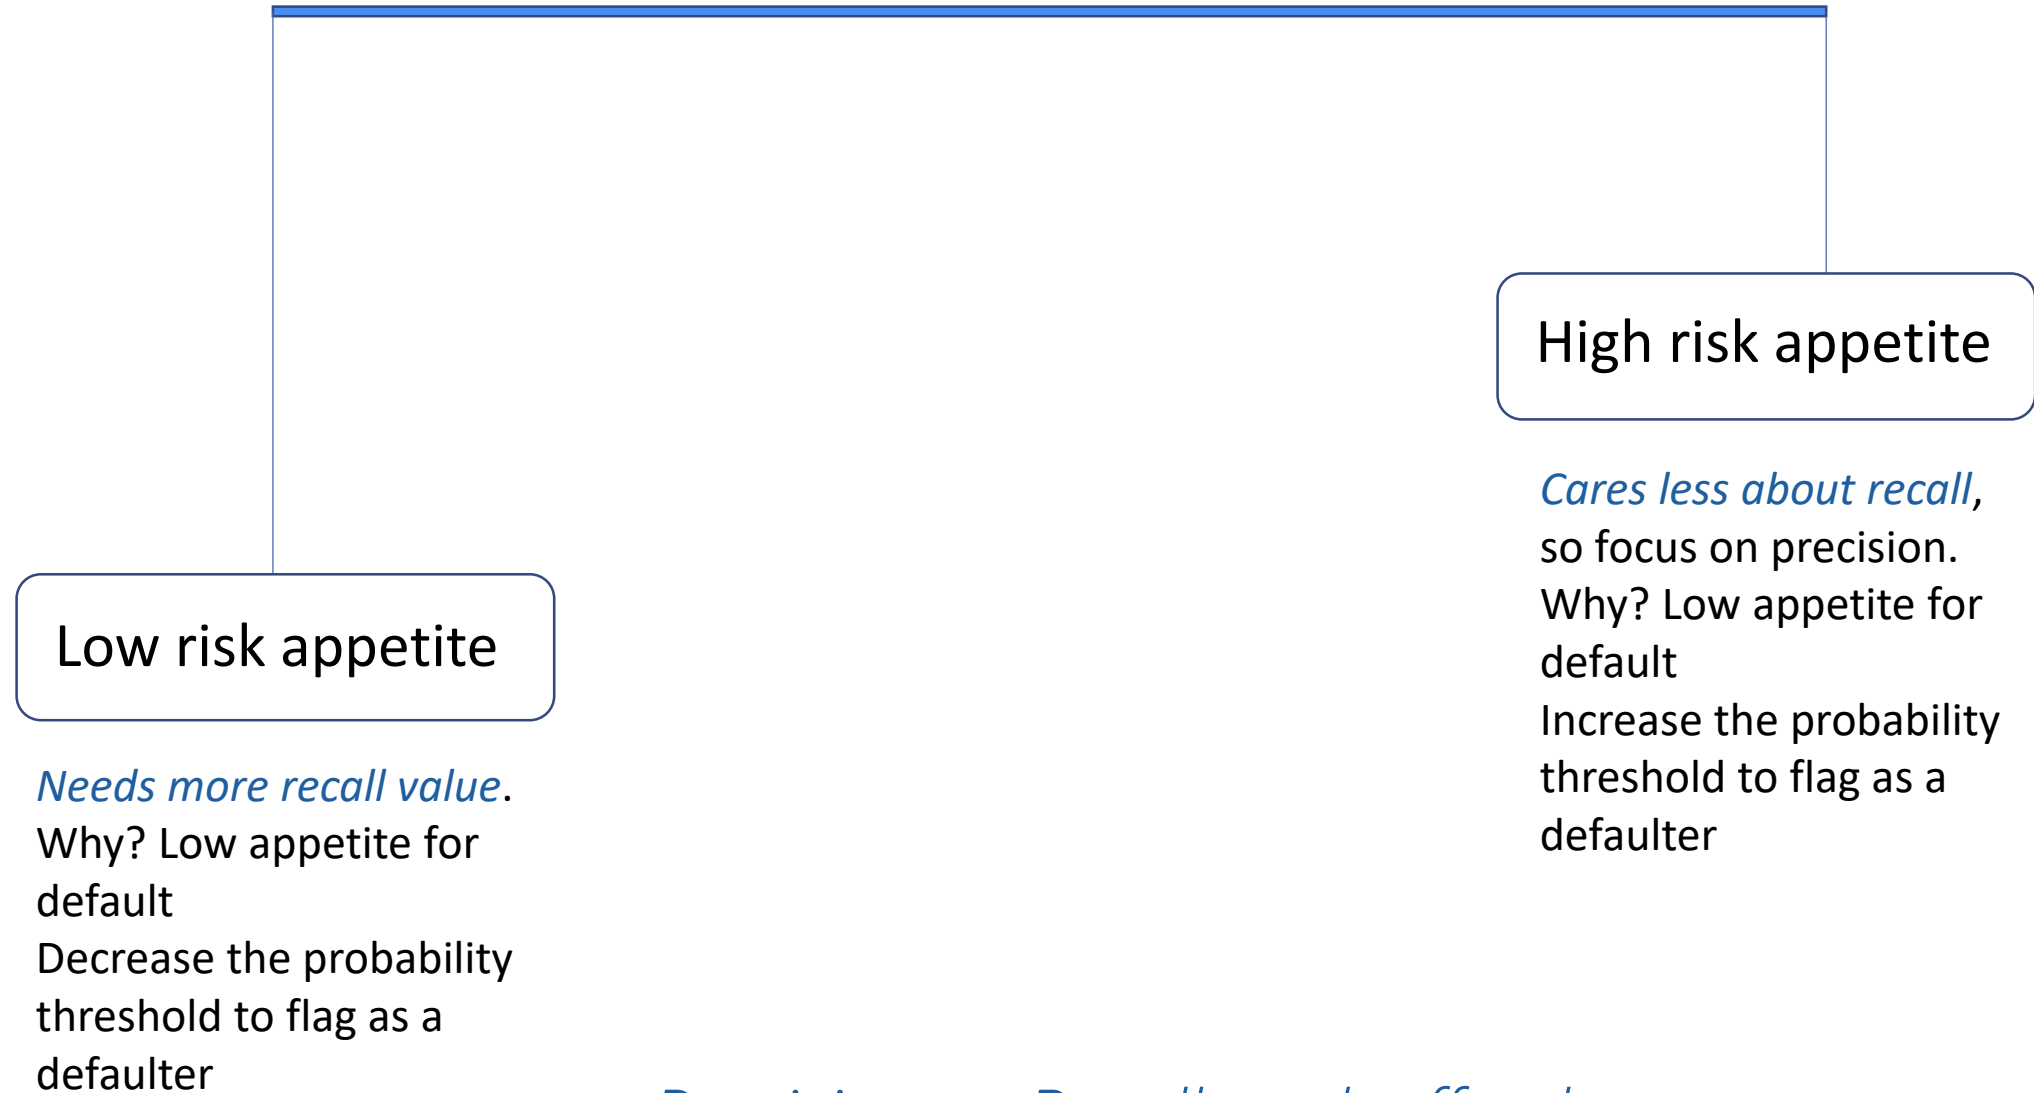 High risk appetite
Cares less about recall,
so focus on precision.
Why? Low appetite for
default
Increase the probability
threshold to flag as a
defaulter
Low risk appetite
Needs more recall value.
Why? Low appetite for
default
Decrease the probability
threshold to flag as a
defaulter